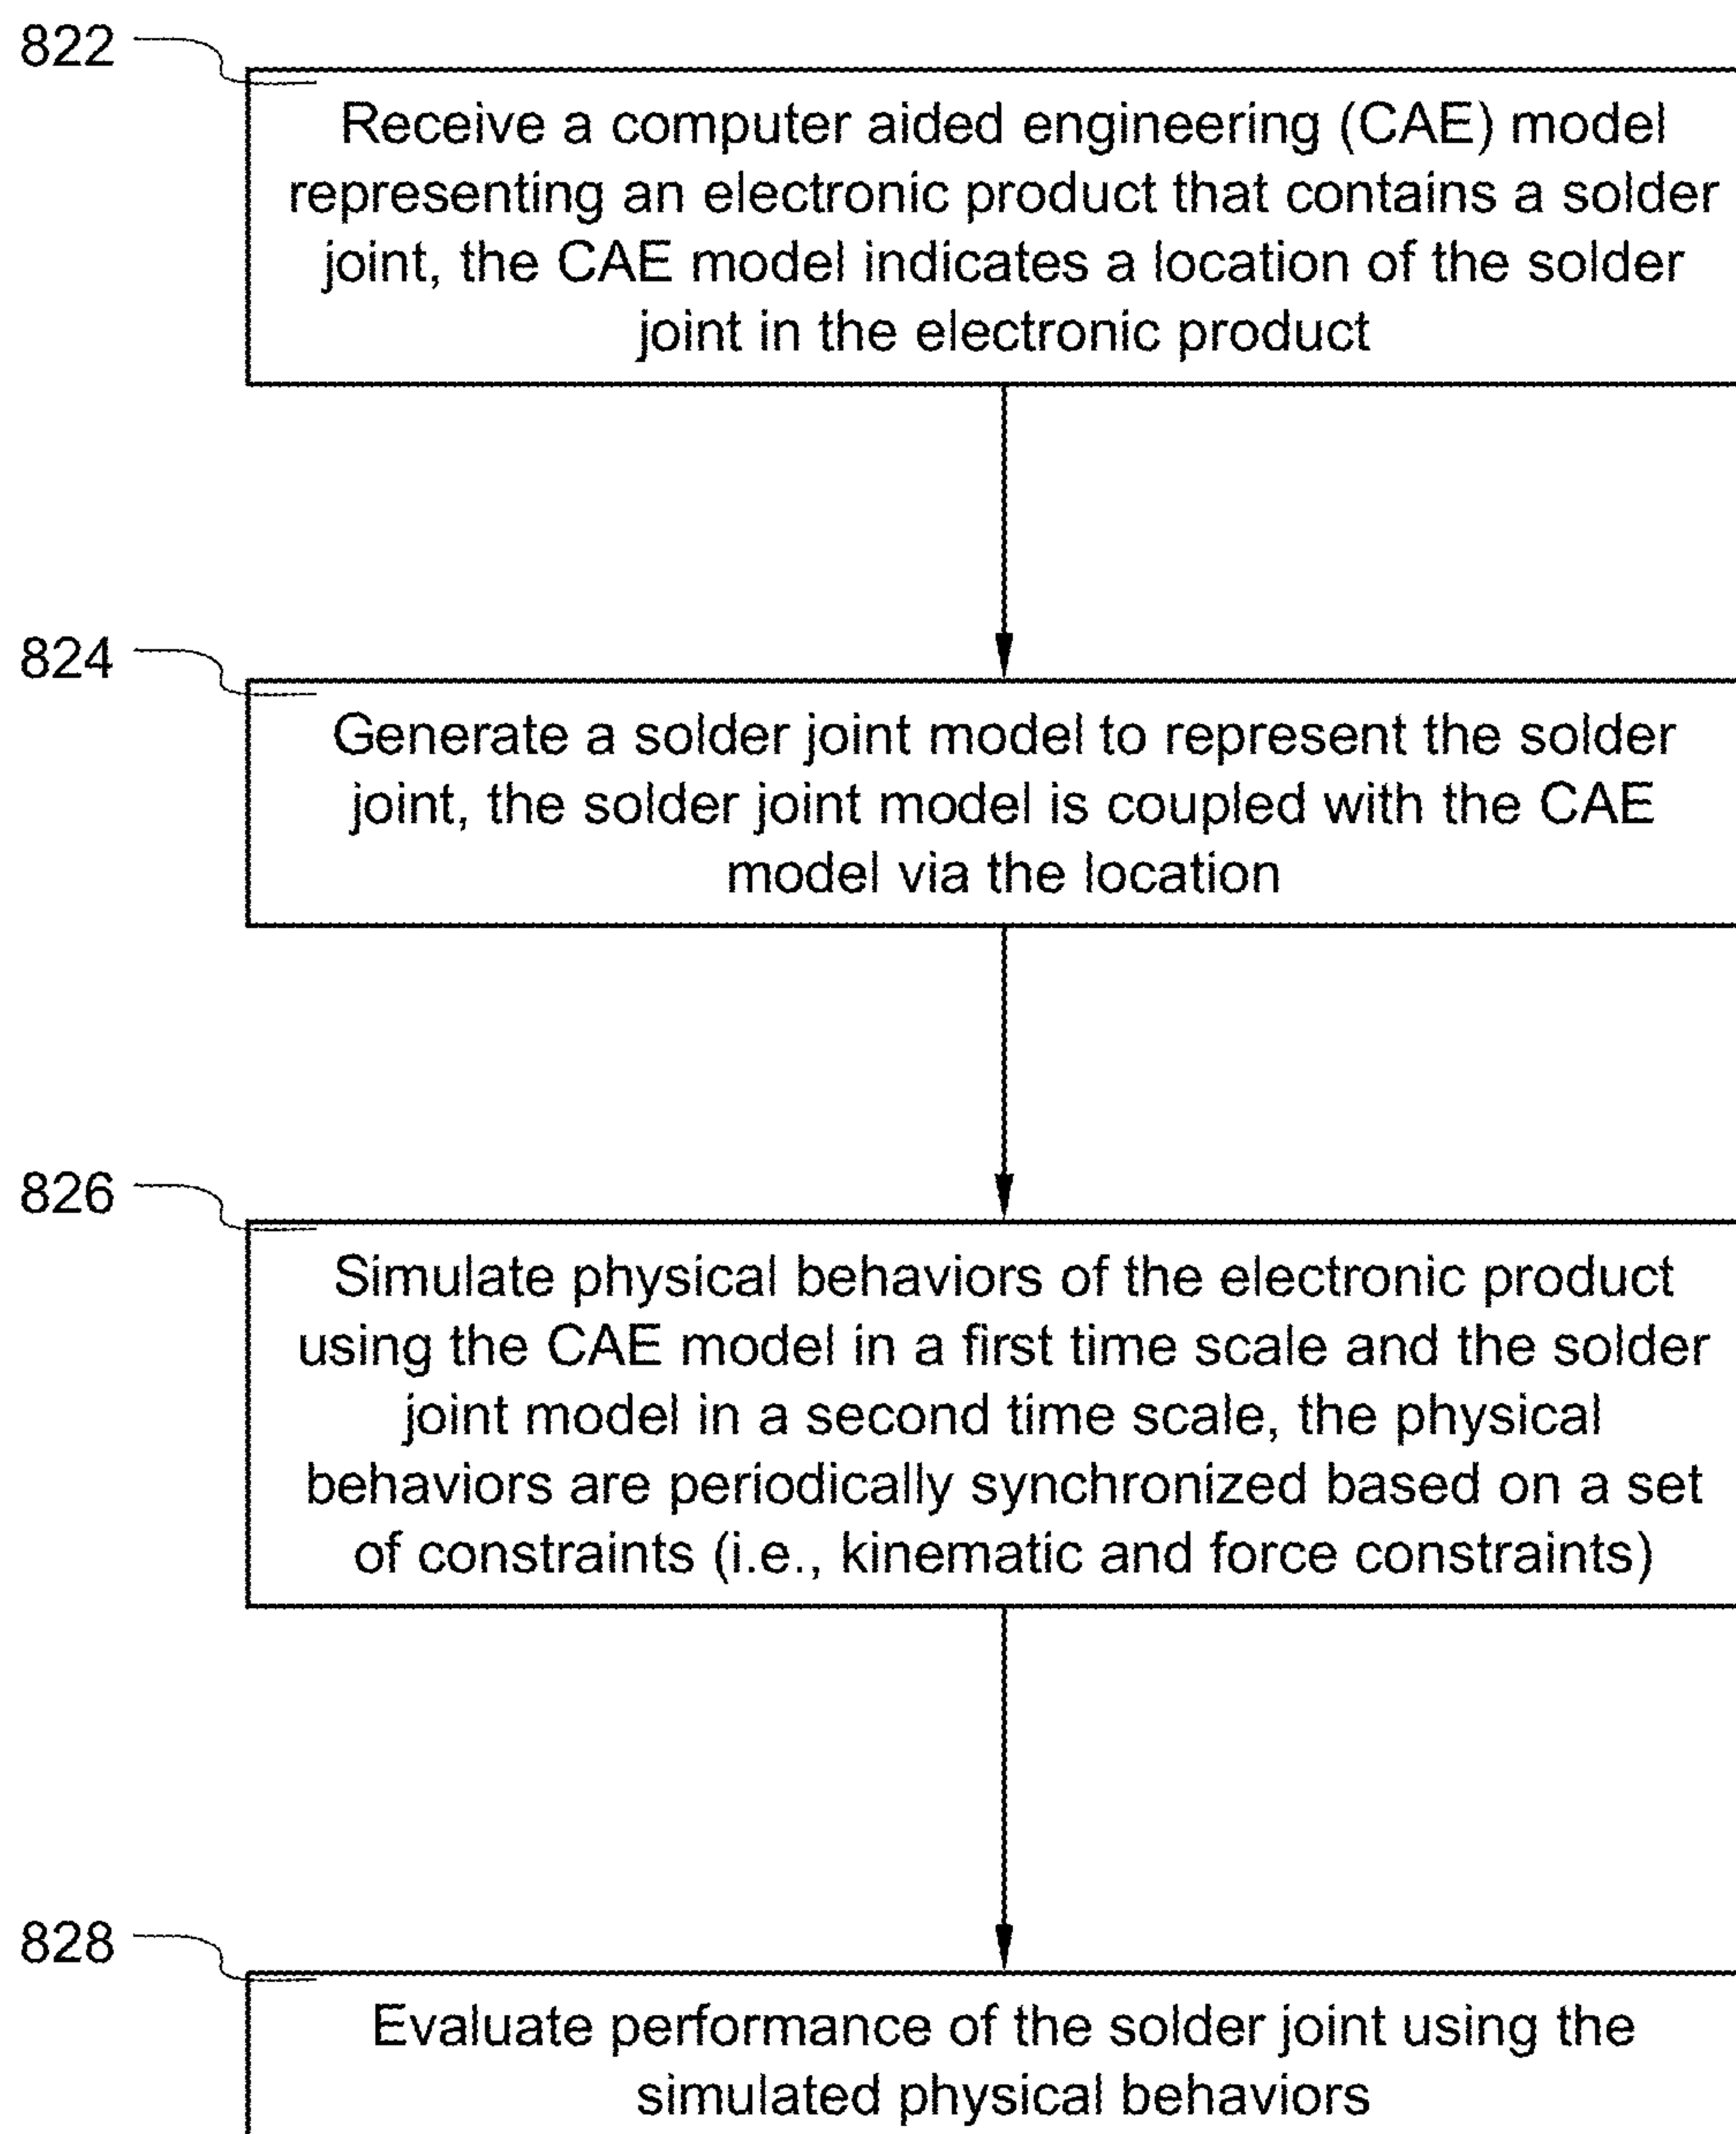 822
Receive a computer aided engineering (CAE) model
representing an electronic product that contains a solder
joint, the CAE model indicates a location of the solder
joint in the electronic product
824
Generate a solder joint model to represent the solder
joint, the solder joint model is coupled with the CAE
model via the location
826
Simulate physical behaviors of the electronic product
using the CAE model in a first time scale and the solder
joint model in a second time scale, the physical
behaviors are periodically synchronized based on a set
of constraints (i.e., kinematic and force constraints)
828
Evaluate performance of the solder joint using the
simulated physical behaviors